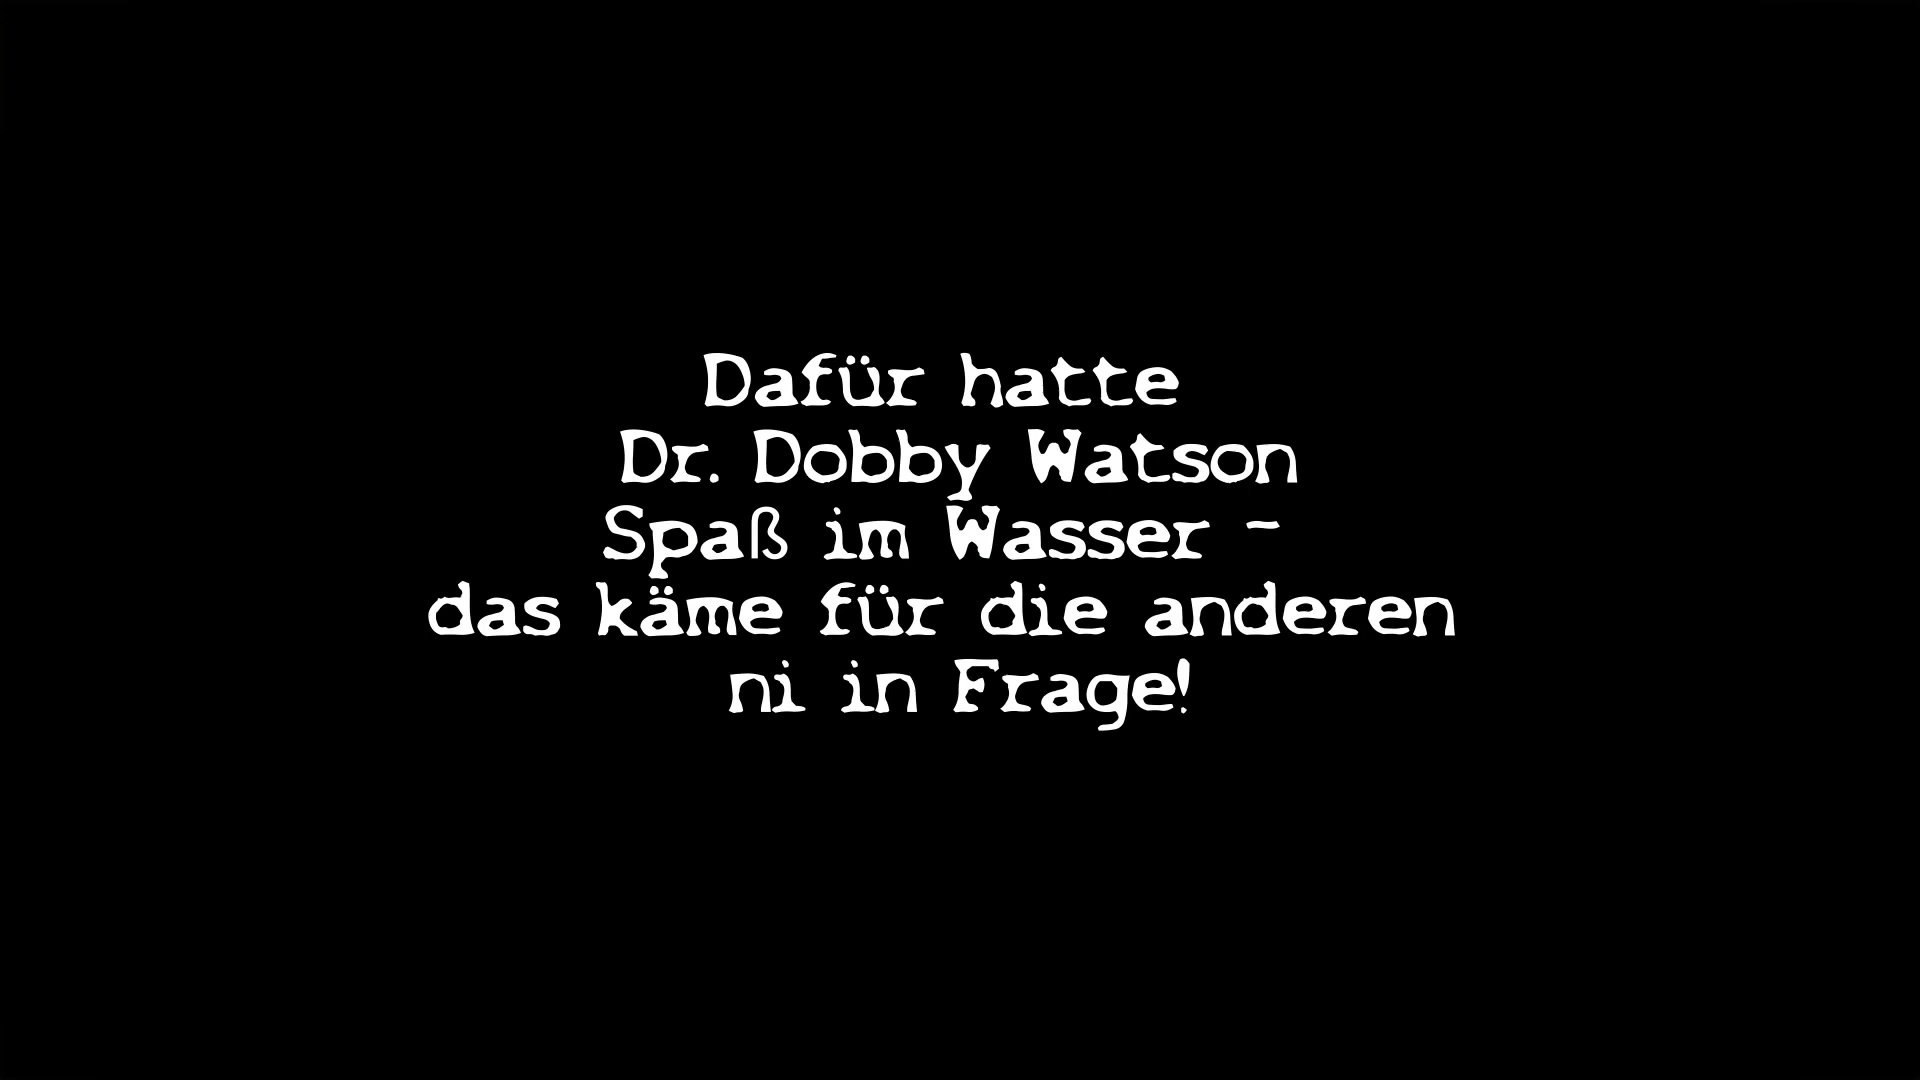 Dafür hatte
Dr. Dobby Watson
Spaß im Wasser -
das käme für die anderen
ni in Frage!